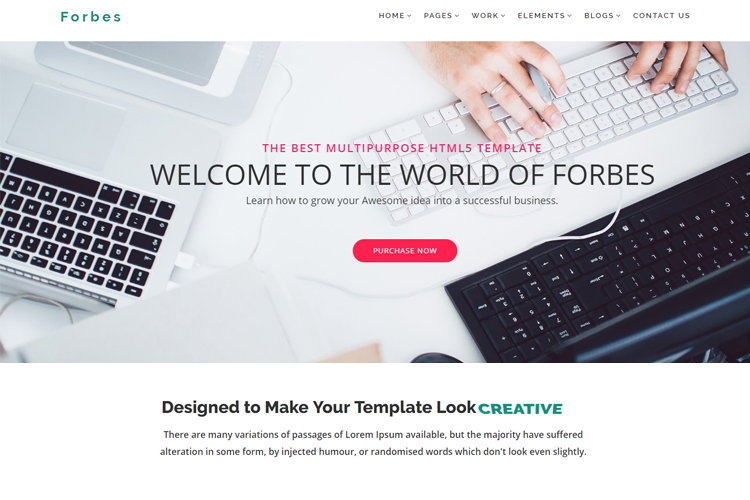 Forbes
HOME PAGES WORK ELEMENTS BLOGS CONTACT US
THE BEST MULTIPURPOSE HTML5 TEMPLATE
WELCOME TO THE WORLD OF FORBES
Learn how to grow your Awesome idea into a successful business.
PURCHASE NOW
Designed to Make Your Template Look CREATIVE
There are many variations of passages of Lorem Ipsum available, but the majority have suffered
alteration in some form, by injected humour, or randomised words which don't look even slightly.